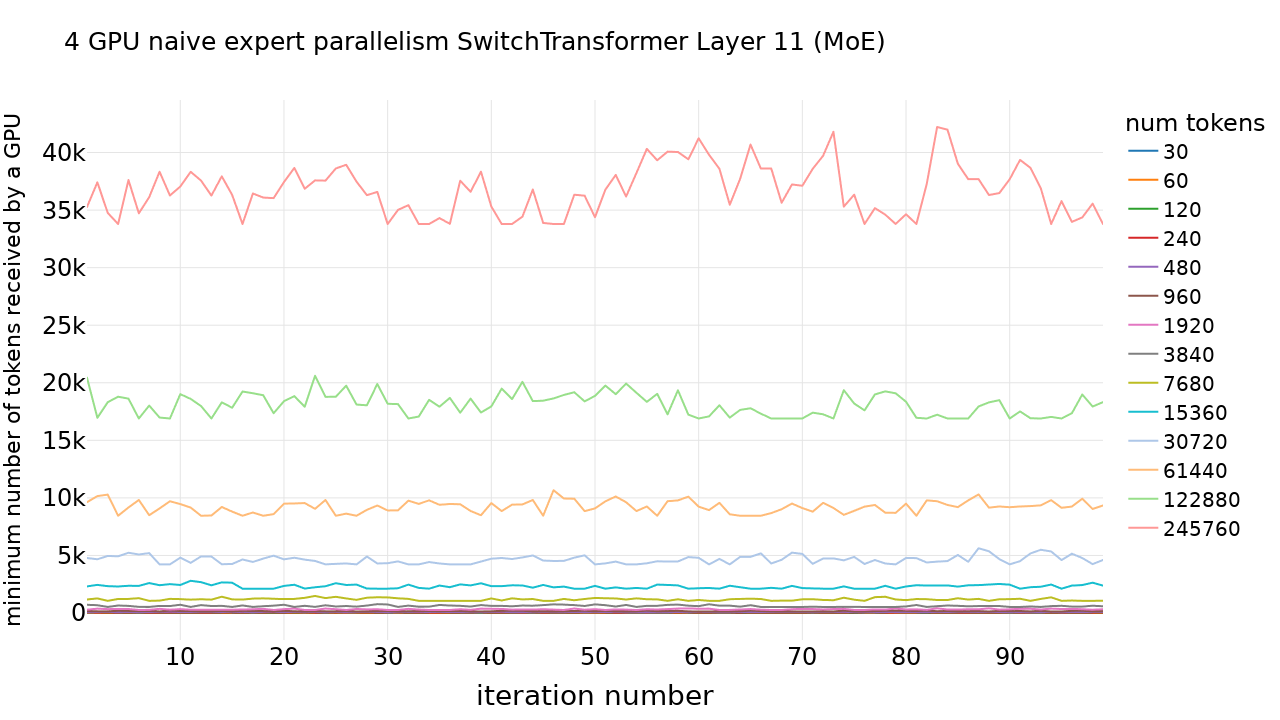 4 GPU naive expert parallelism SwitchTransformer Layer 11 (MoE)
minimum number of tokens received by a GPU
40k
35k
30k
25k
20k
15k
10k
5k
0
10 20 30 40 50 60 70 80 90
iteration number
num tokens
30
60
120
240
480
960
1920
3840
7680
15360
30720
61440
122880
245760